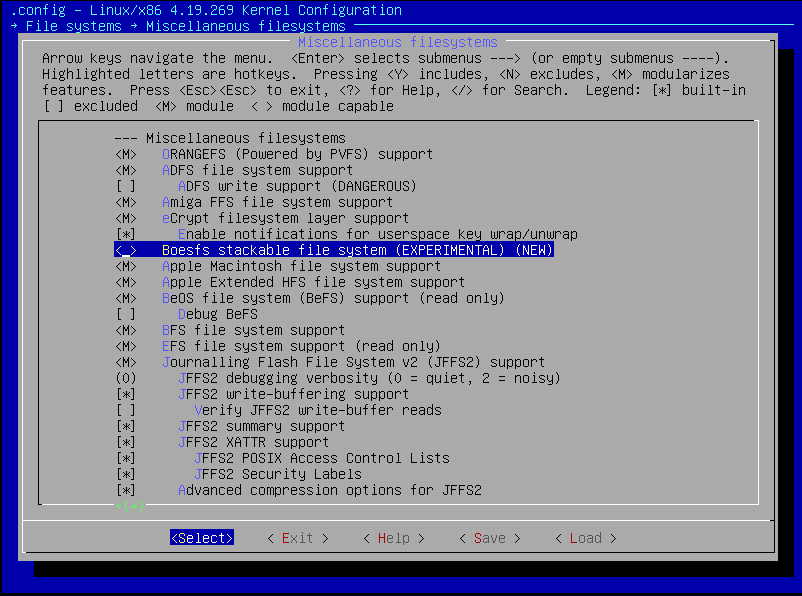 .config - Linux/x86 4.19.269 Kernel Configuration
→ File systems → Miscellaneous filesystems
Miscellaneous filesystems
Arrow keys navigate the menu.  <Enter> selects submenus ---> (or empty submenus ----).
Highlighted letters are hotkeys.  Pressing <Y> includes, <N> excludes, <M> modularizes
features.  Press <Esc><Esc> to exit, <?> for Help, </> for Search.  Legend: [*] built-in
[ ] excluded  <M> module  < > module capable
--- Miscellaneous filesystems
<M>   ORANGEFS (Powered by PVFS) support
<M>   ADFS file system support
[ ]     ADFS write support (DANGEROUS)
<M>   Amiga FFS file system support
<M>   eCrypt filesystem layer support
[*]     Enable notifications for userspace key wrap/unwrap
< >   Boesfs stackable file system (EXPERIMENTAL) (NEW)
<M>   Apple Macintosh file system support
<M>   Apple Extended HFS file system support
<M>   BeOS file system (BeFS) support (read only)
[ ]     Debug BeFS
<M>   BFS file system support
<M>   EFS file system support (read only)
<M>   Journalling Flash File System v2 (JFFS2) support
(0)     JFFS2 debugging verbosity (0 = quiet, 2 = noisy)
[*]     JFFS2 write-buffering support
[ ]       Verify JFFS2 write-buffer reads
[*]     JFFS2 summary support
[*]     JFFS2 XATTR support
[*]       JFFS2 POSIX Access Control Lists
[*]       JFFS2 Security Labels
[*]     Advanced compression options for JFFS2
↓(+)
<Select>    < Exit >    < Help >    < Save >    < Load >